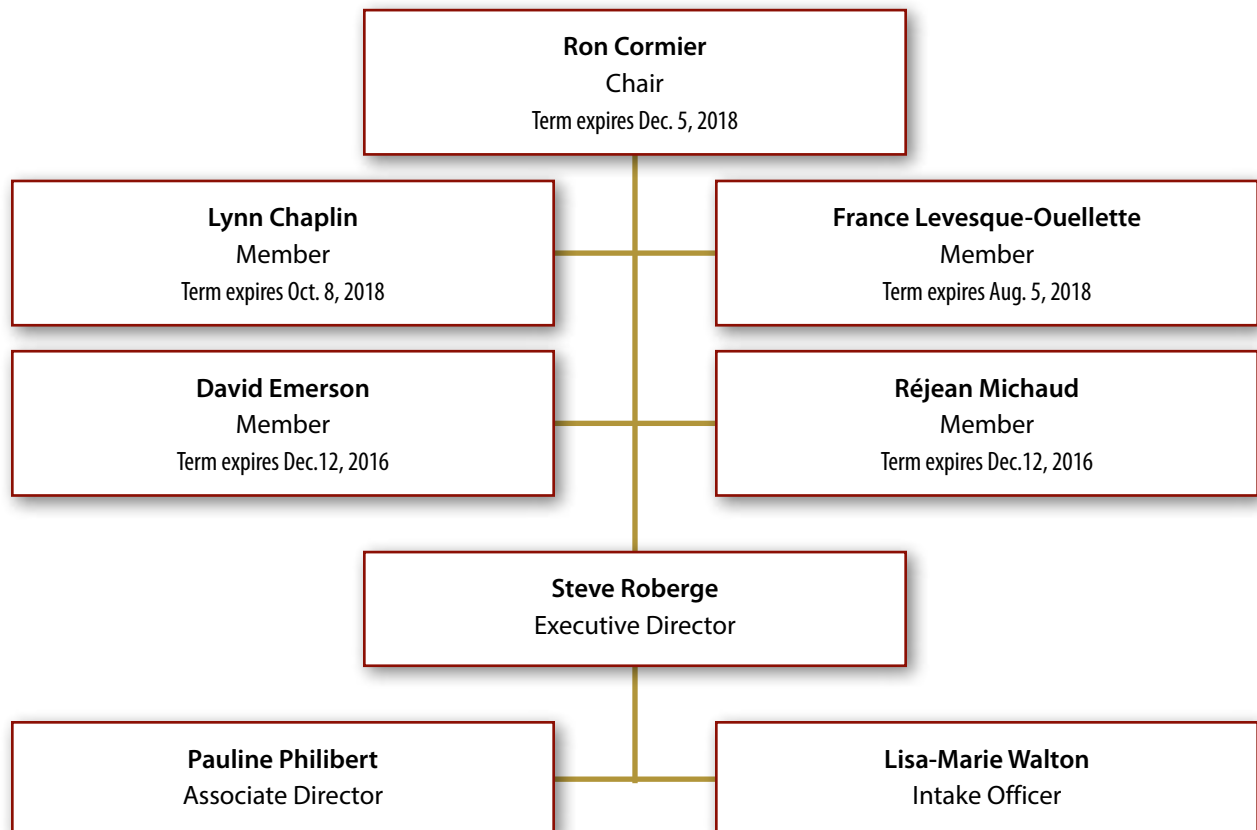 Ron Cormier
Chair
Term expires Dec. 5, 2018
Lynn Chaplin
Member
Term expires Oct. 8, 2018
France Levesque-Ouellette
Member
Term expires Aug. 5, 2018
David Emerson
Member
Term expires Dec.12, 2016
Réjean Michaud
Member
Term expires Dec.12, 2016
Steve Roberge
Executive Director
Pauline Philibert
Associate Director
Lisa-Marie Walton
Intake Officer